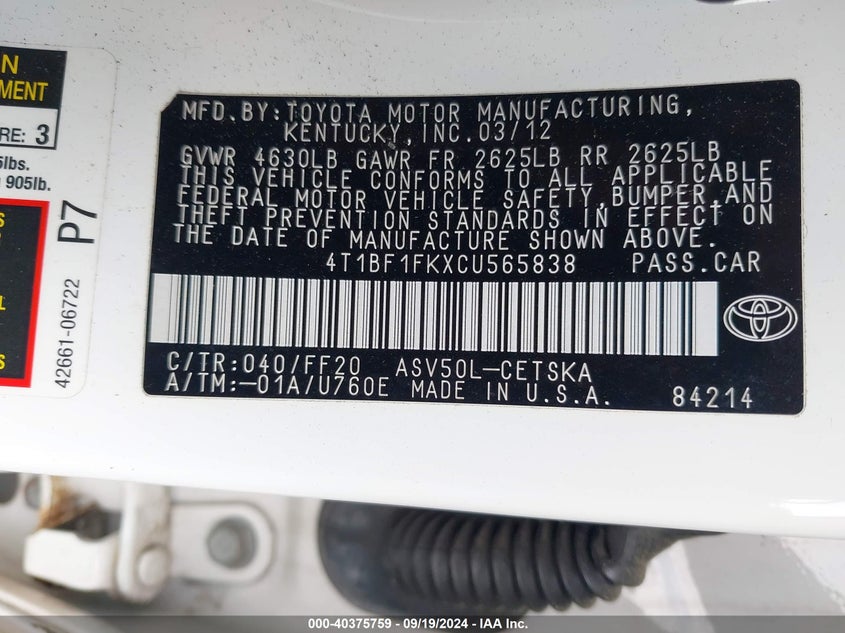 N
MENT
RE: 3
lbs.
905lb.
S
L
S
P7
42661-06722
MFD.BY:TOYOTA MOTOR MANUFACTURING,
KENTUCKY,INC.03/12
GVWR 4630LB GAWR FR 2625LB RR 2625LB
THIS VEHICLE CONFORMS TO ALL APPLICABLE
FEDERAL MOTOR VEHICLE SAFETY,BUMPER,AND
THEFT PREVENTION STANDARDS IN EFFECT ON
THE DATE OF MANUFACTURE SHOWN ABOVE.
4T1BF1FKXCU565838 PASS.CAR
C/TR:040/FF20 ASV50L-CETSKA
A/TM:-01A/U760E MADE IN U.S.A. 84214
000-40375759 - 09/19/2024 - IAA Inc.